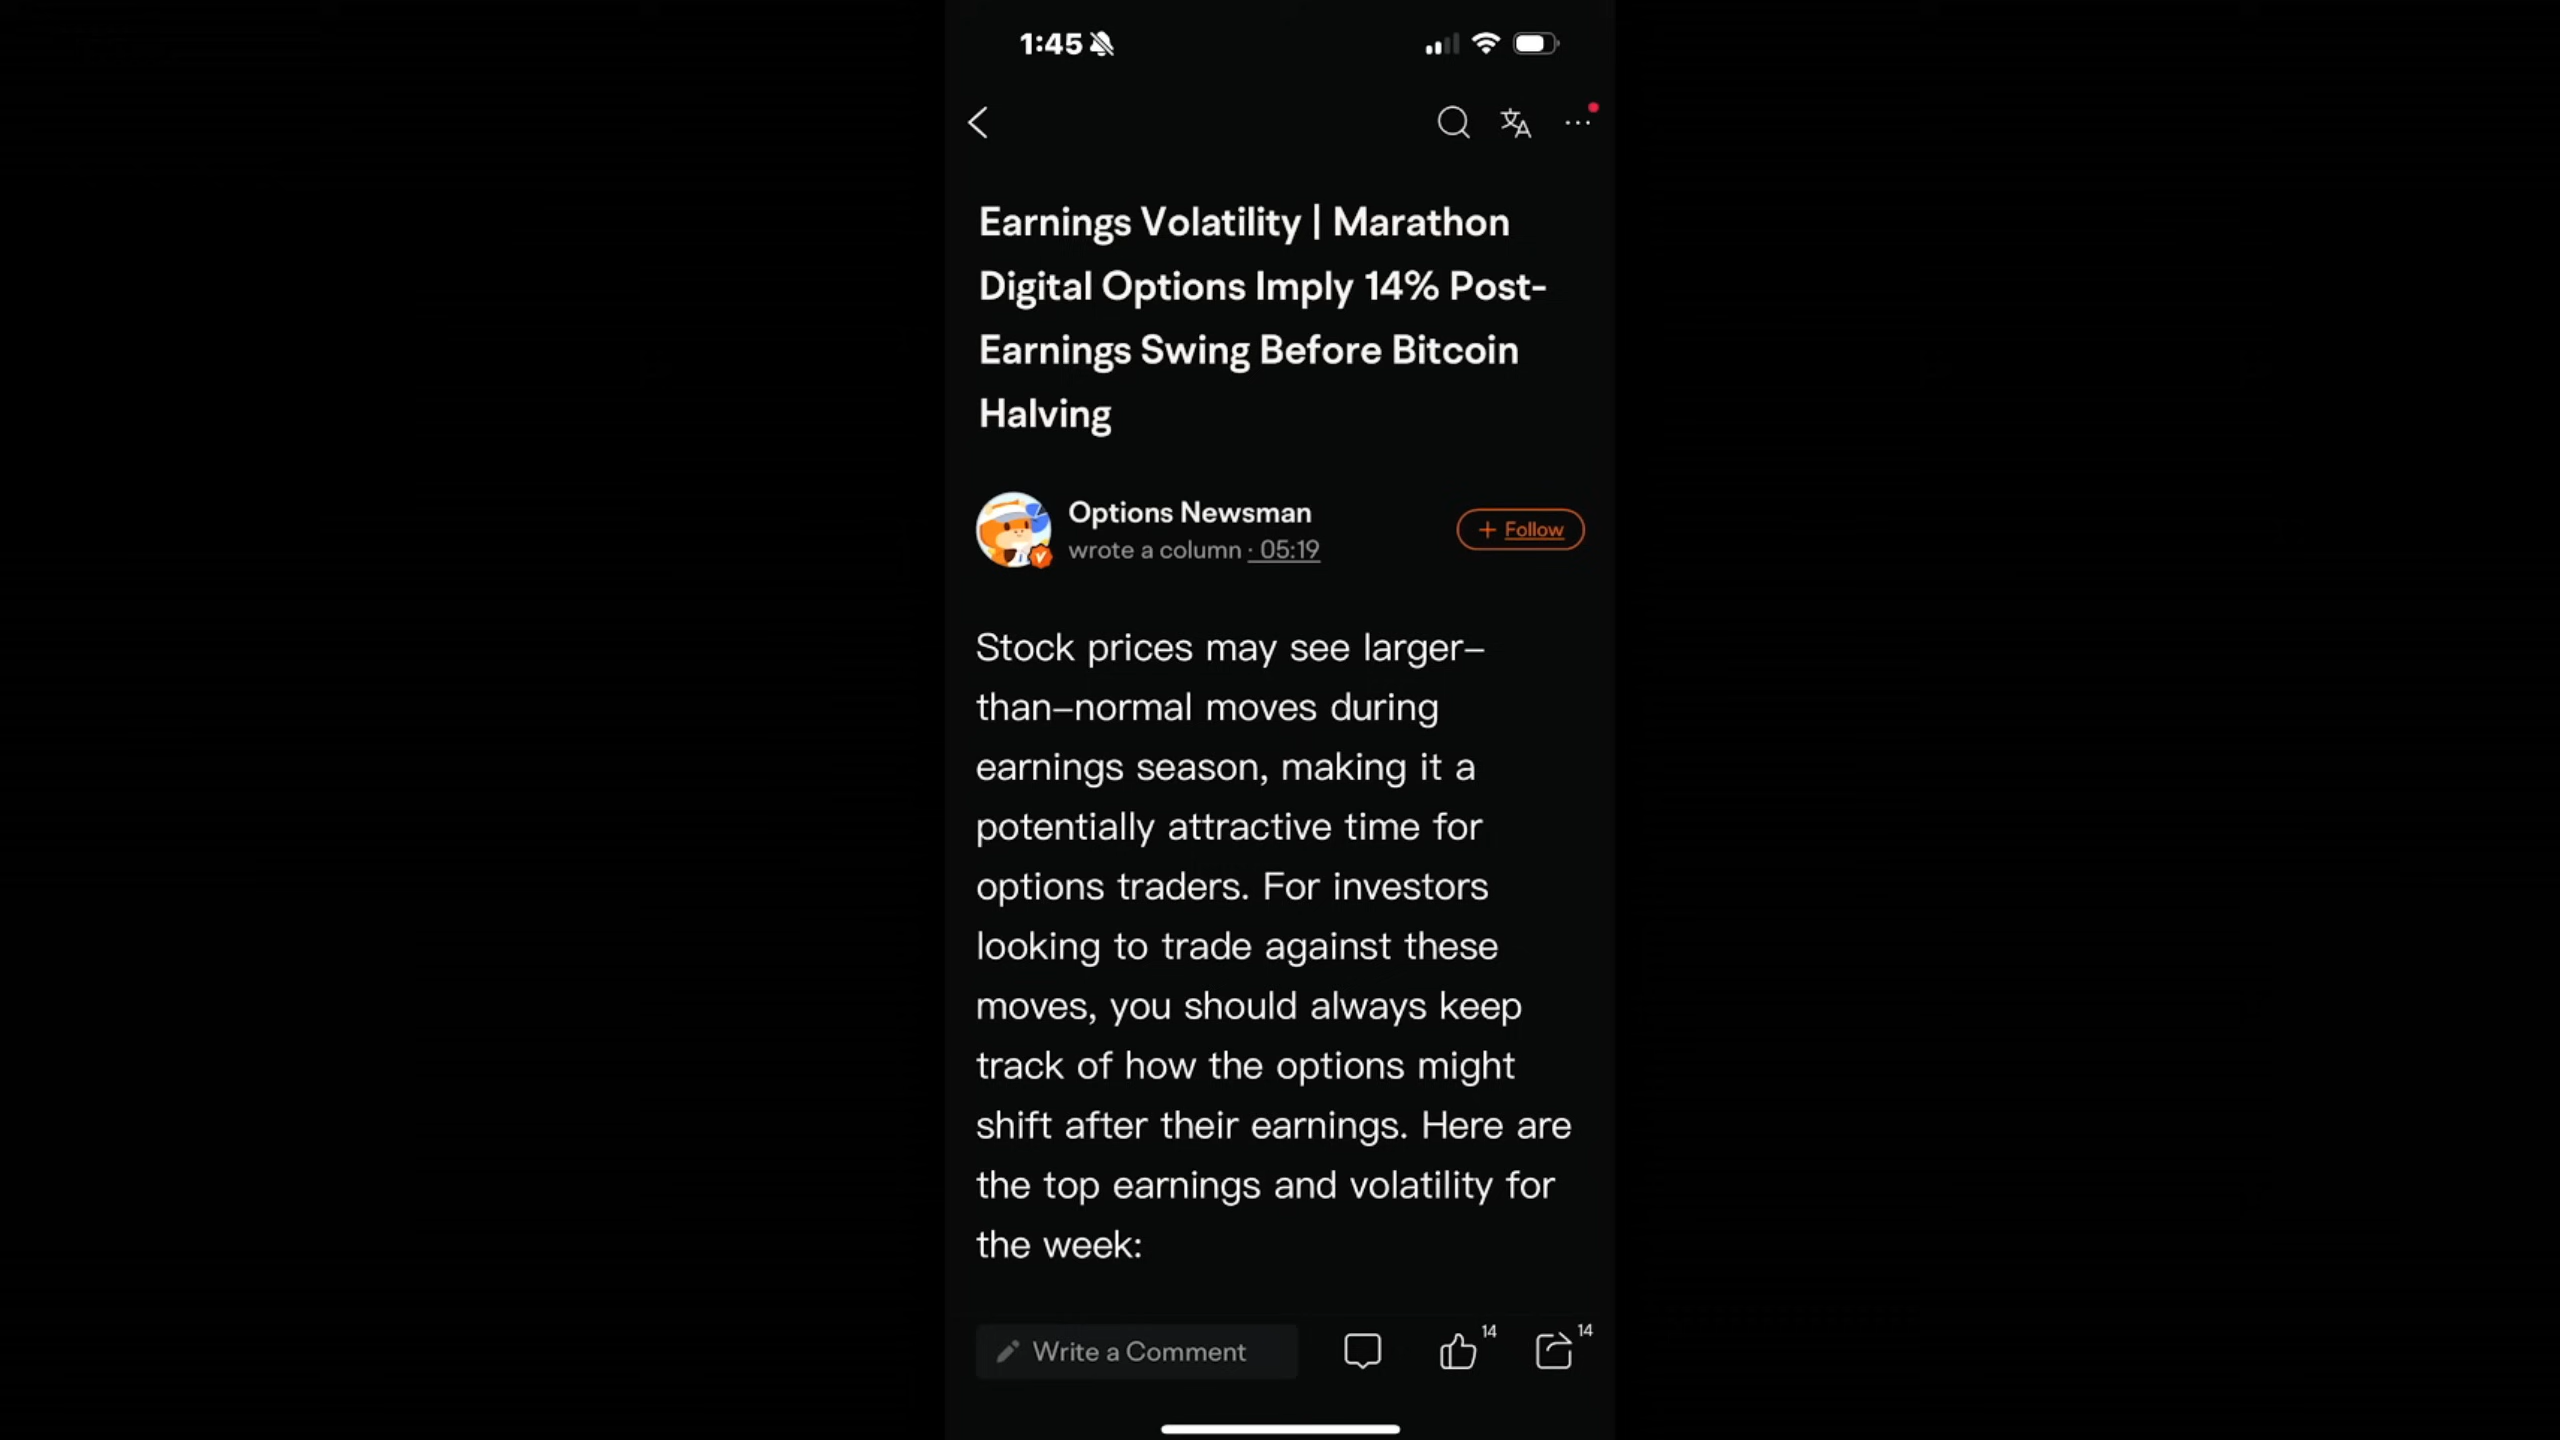 1:45
Earnings Volatility | Marathon
Digital Options Imply 14% Post-
Earnings Swing Before Bitcoin
Halving
Options Newsman
wrote a column · 05:19
+ Follow
Stock prices may see larger-
than-normal moves during
earnings season, making it a
potentially attractive time for
options traders. For investors
looking to trade against these
moves, you should always keep
track of how the options might
shift after their earnings. Here are
the top earnings and volatility for
the week:
Write a Comment
14
14